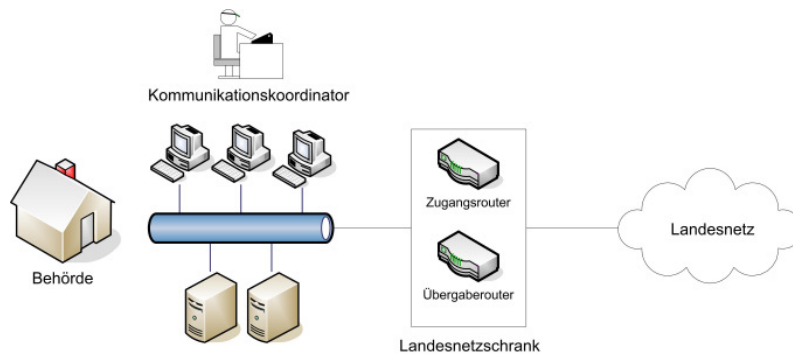 Kommunikationskoordinator
Zugangsrouter
Landesnetz
Behörde
Übergaberouter
Landesnetzschrank